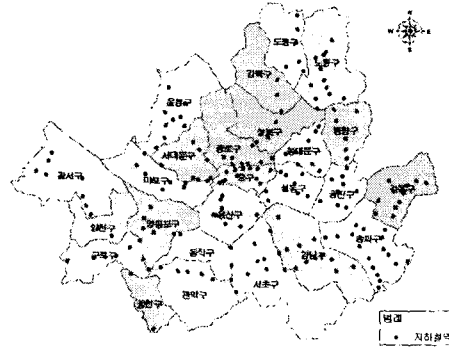 도봉구
노원구
N
W E
S
강북구
은평구
성북구
중랑구
종로구
서대문구
동대문구
강서구
마포구
중구
성동구
광진구
강동구
용산구
양천구
영등포구
구로구
동작구
강남구
송파구
금천구
관악구
서초구
범례
지하철역